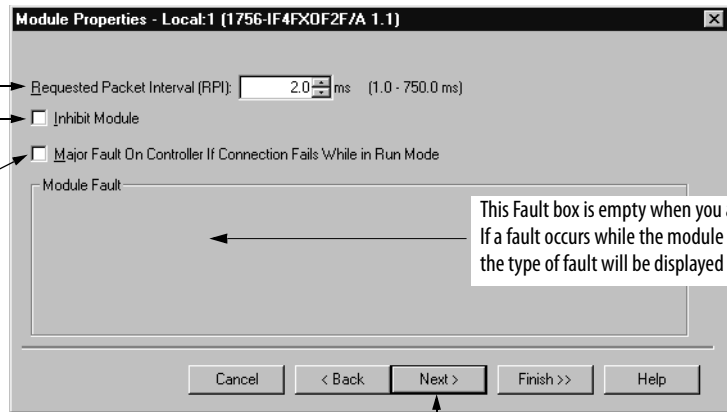 Module Properties - Local:1 (1756-IF4FXOF2F/A 1.1)
Requested Packet Interval (RPI): 2.0 ms (1.0 - 750.0 ms)
Inhibit Module
Major Fault On Controller If Connection Fails While in Run Mode
Module Fault
This Fault box is empty when you
If a fault occurs while the module
the type of fault will be displayed
Cancel < Back Next > Finish >> Help